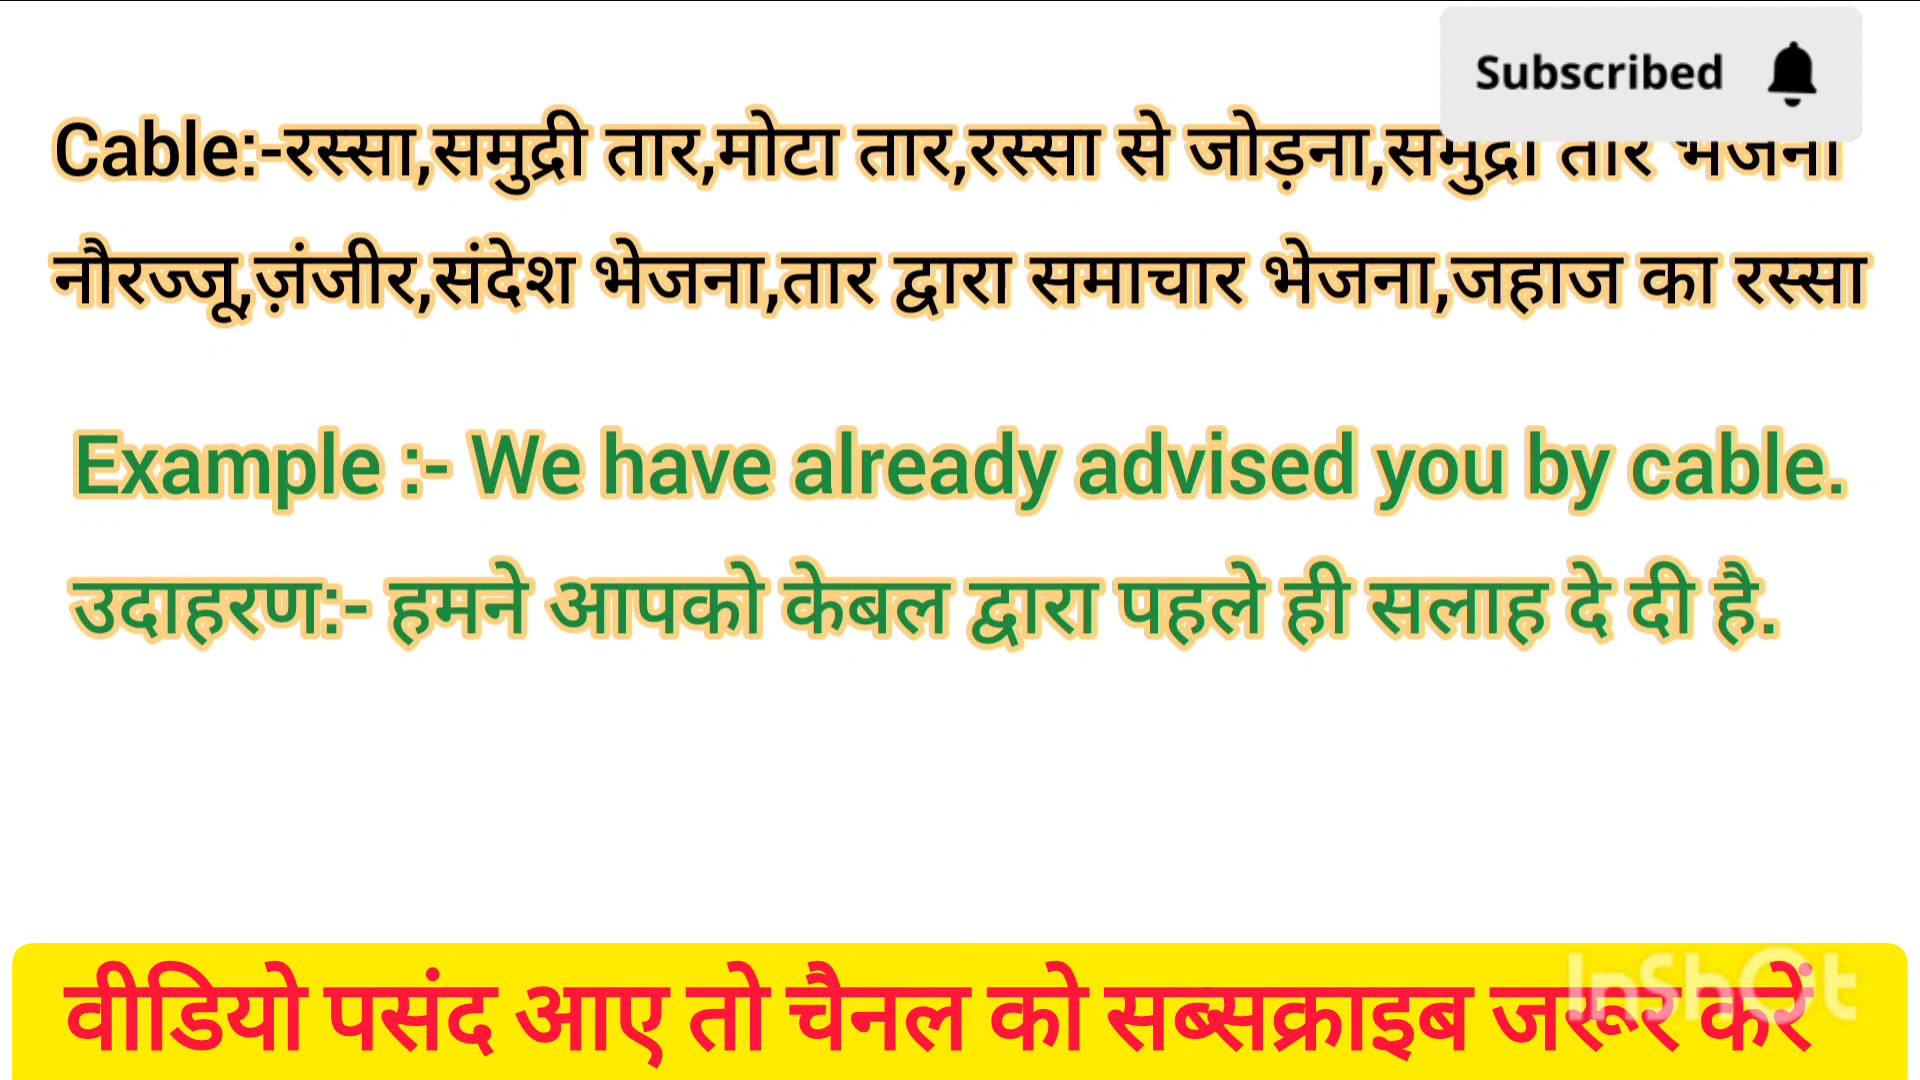 Subscribed
Cable:-रस्सा,समुद्री तार,मोटा तार,रस्सा से जोड़ना,समुद्री तार भेजना
नौरज्जू,ज़ंजीर,संदेश भेजना,तार द्वारा समाचार भेजना,जहाज का रस्सा
Example :- We have already advised you by cable.
उदाहरण:- हमने आपको केबल द्वारा पहले ही सलाह दे दी है.
वीडियो पसंद आए तो चैनल को सब्सक्राइब जरूर करें
InShOt